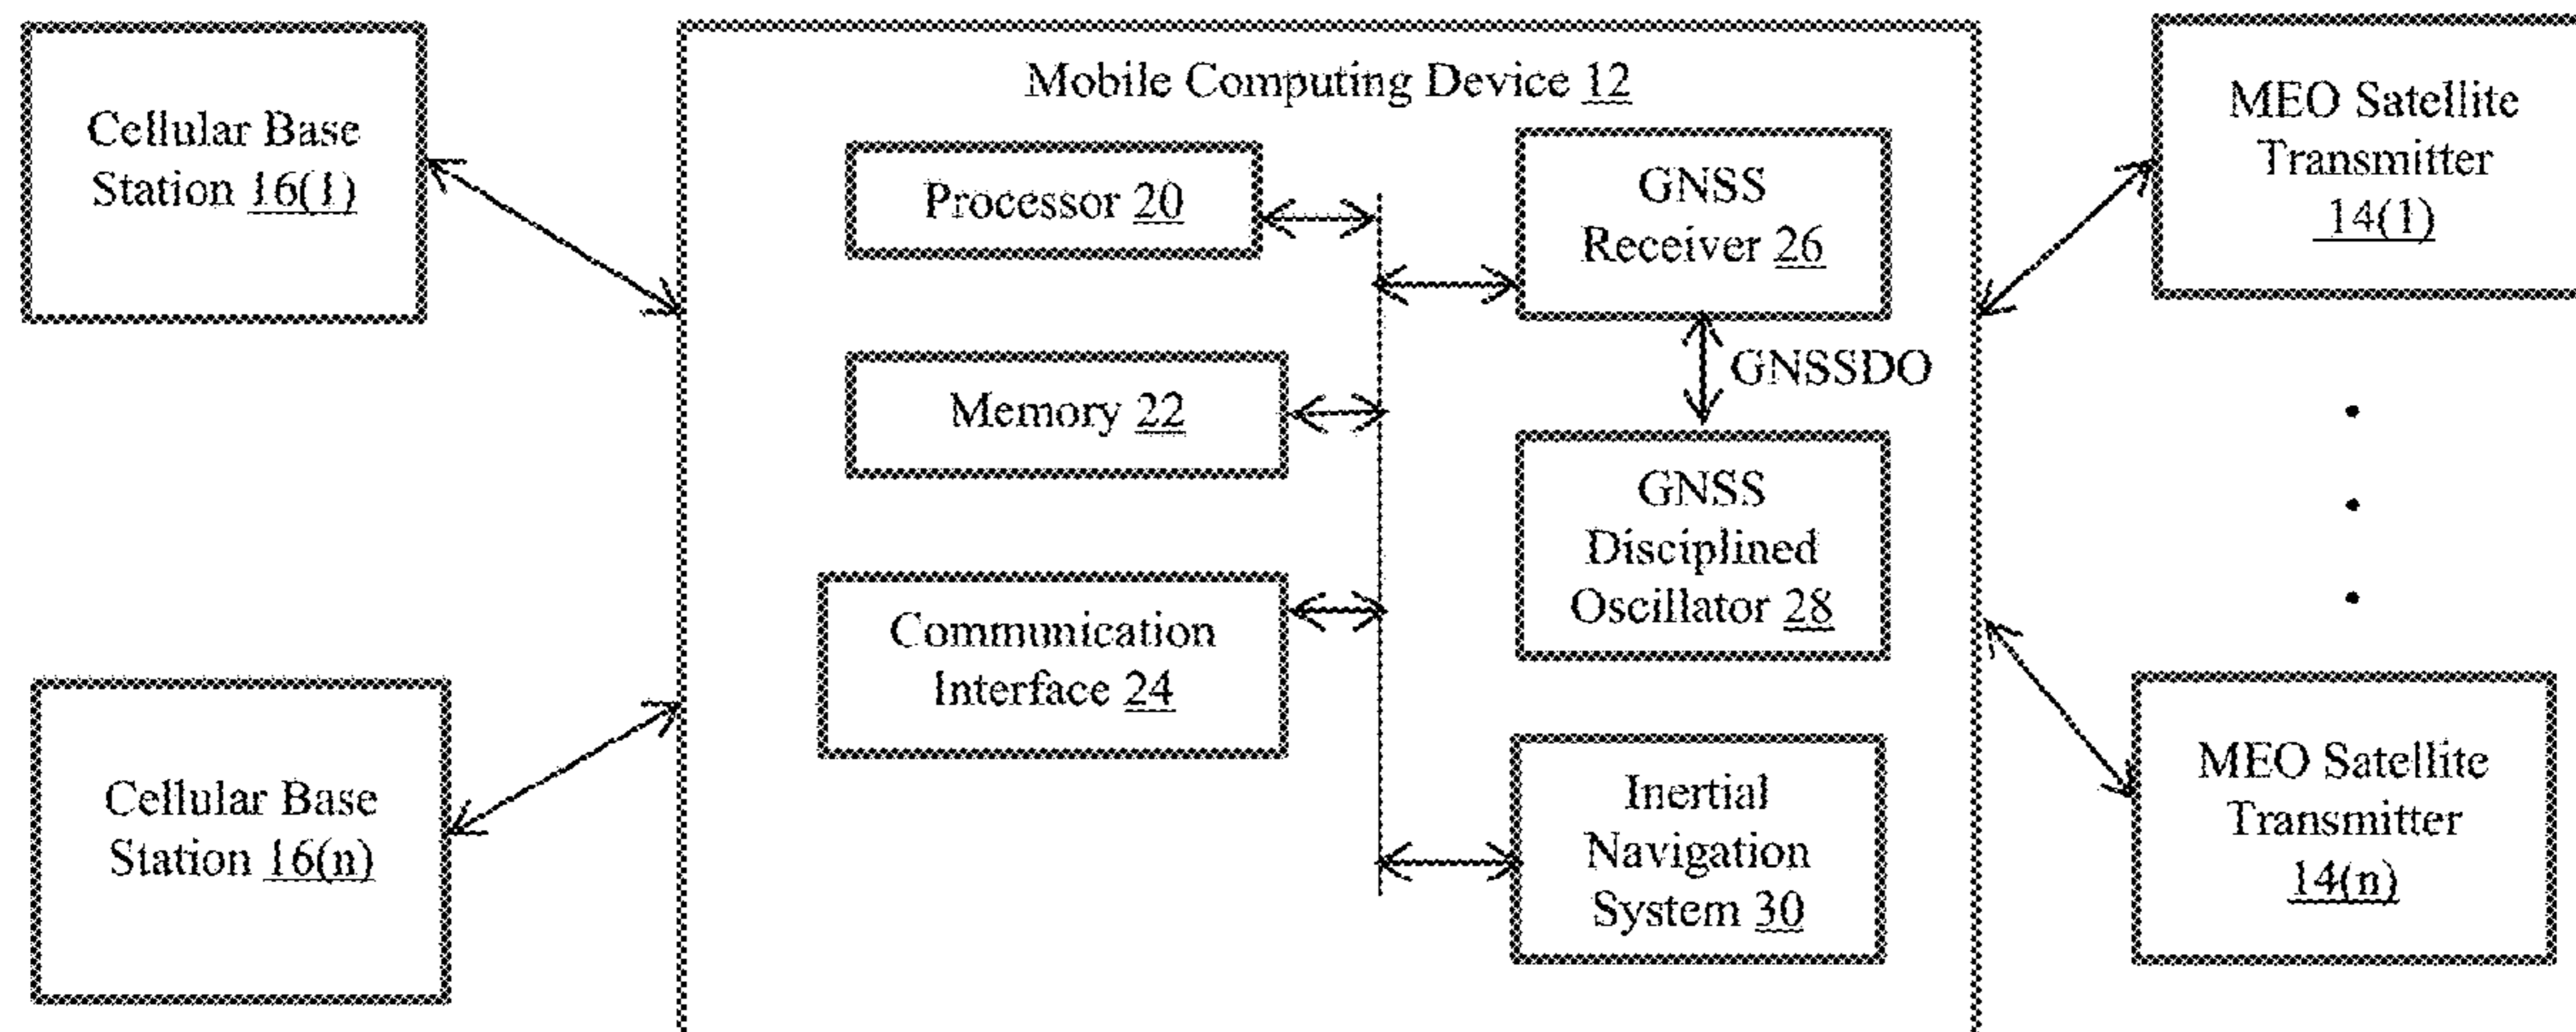 Cellular Base
Station 16(1)
Mobile Computing Device 12
Processor 20
Memory 22
Communication
Interface 24
GNSS
Receiver 26
GNSSDO
GNSS
Disciplined
Oscillator 28
Inertial
Navigation
System 30
MEO Satellite
Transmitter
14(1)
Cellular Base
Station 16(n)
MEO Satellite
Transmitter
14(n)